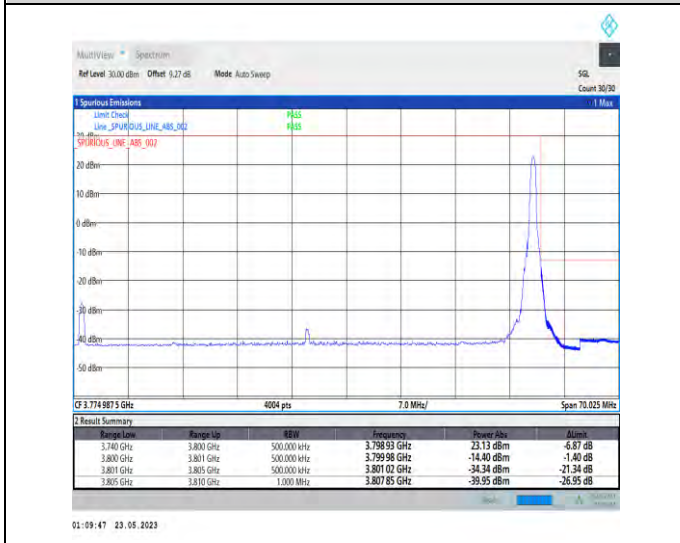 MultiView Spectrum
Ref Level 30.00 dBm Offset 9.27 dB Mode Auto Sweep SGL
Count 30/30
1 Spurious Emissions 1 Max
Limit Check PASS
Line _SPURIOUS_LINE_ABS_002 PASS
_SPURIOUS_LINE_ABS_002
20 dBm
10 dBm
0 dBm
-10 dBm
-20 dBm
-30 dBm
-40 dBm
-50 dBm
CF 3.774 987 5 GHz 4004 pts 7.0 MHz/ Span 70.025 MHz
2 Result Summary
Range Low Range Up RBW Frequency Power Abs ΔLimit
3.740 GHz 3.800 GHz 500.000 kHz 3.798 93 GHz 23.13 dBm -6.87 dB
3.800 GHz 3.801 GHz 500.000 kHz 3.799 98 GHz -14.40 dBm -1.40 dB
3.801 GHz 3.805 GHz 500.000 kHz 3.801 02 GHz -34.34 dBm -21.34 dB
3.805 GHz 3.810 GHz 1.000 MHz 3.807 85 GHz -39.95 dBm -26.95 dB
01:09:47 23.05.2023